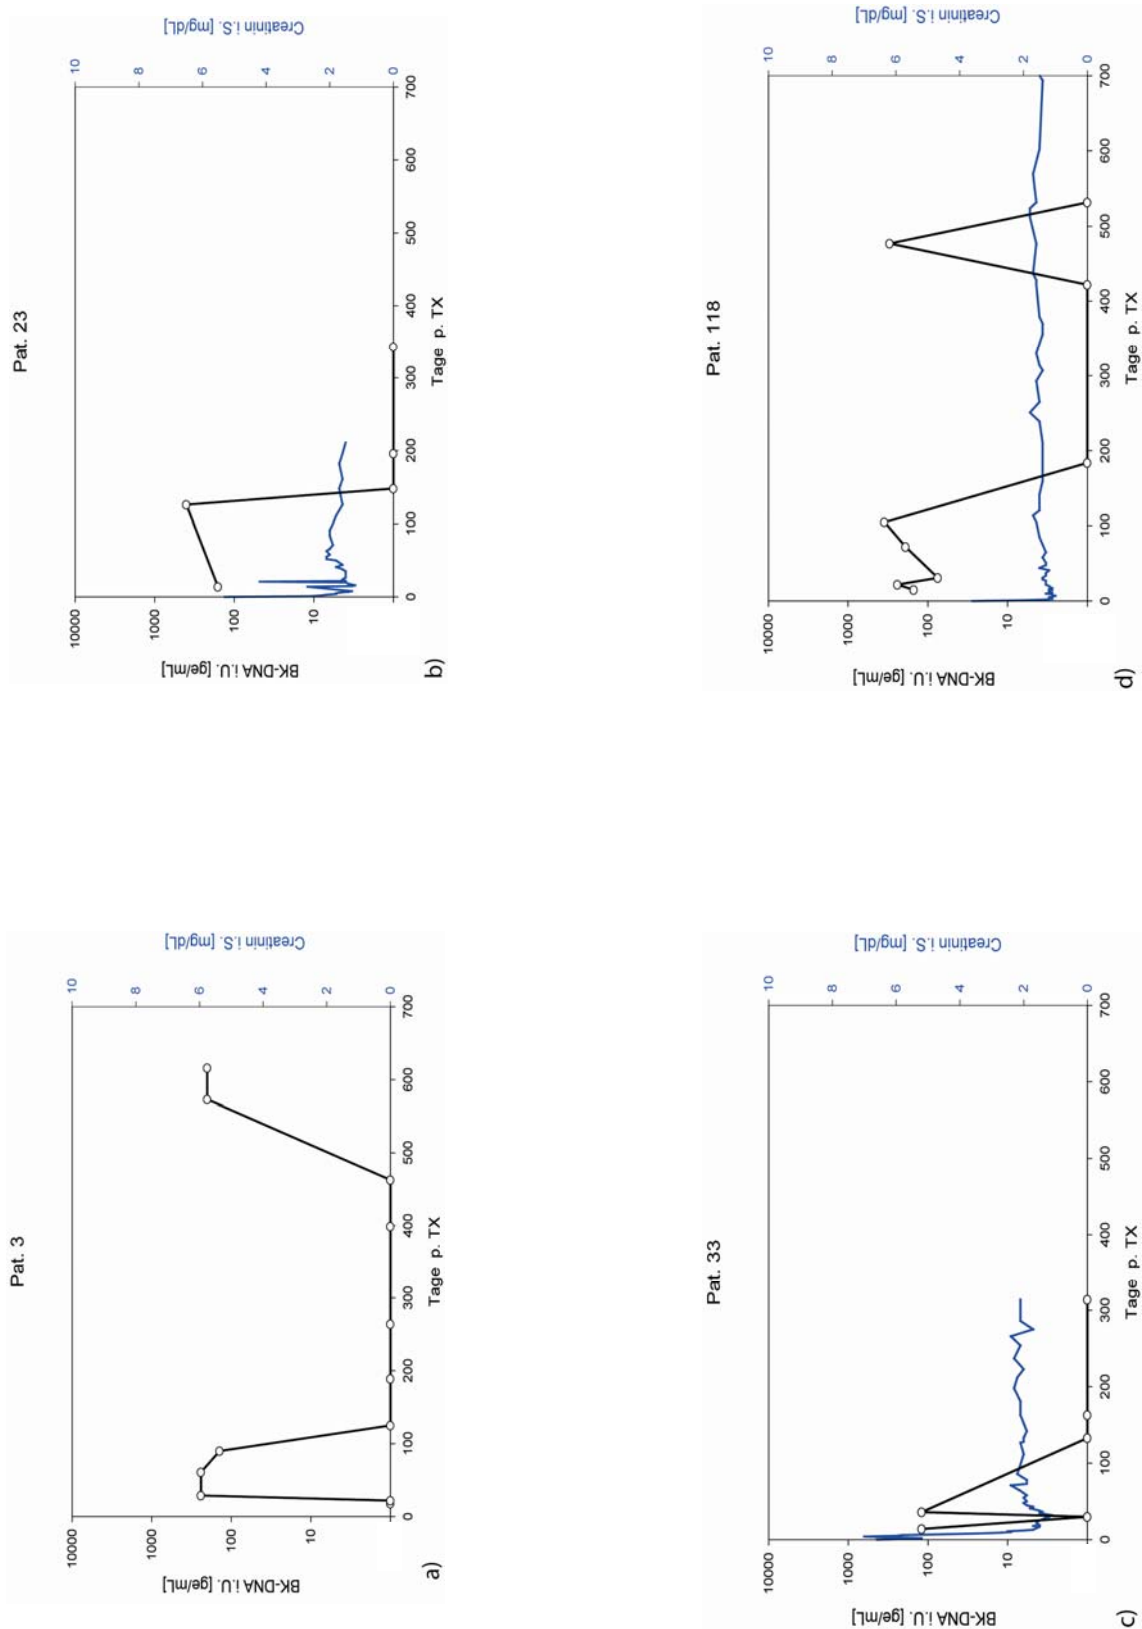 Pat. 3
BK-DNA i.U. [ge/mL]
10000
1000
100
10
10
8
6
4
2
0
Creatinin i.S. [mg/dL]
0 100 200 300 400 500 600 700
Tage p. TX
a)
Pat. 23
BK-DNA i.U. [ge/mL]
10000
1000
100
10
10
8
6
4
2
0
Creatinin i.S. [mg/dL]
0 100 200 300 400 500 600 700
Tage p. TX
b)
Pat. 33
BK-DNA i.U. [ge/mL]
10000
1000
100
10
10
8
6
4
2
0
Creatinin i.S. [mg/dL]
0 100 200 300 400 500 600 700
Tage p. TX
c)
Pat. 118
BK-DNA i.U. [ge/mL]
10000
1000
100
10
10
8
6
4
2
0
Creatinin i.S. [mg/dL]
0 100 200 300 400 500 600 700
Tage p. TX
d)